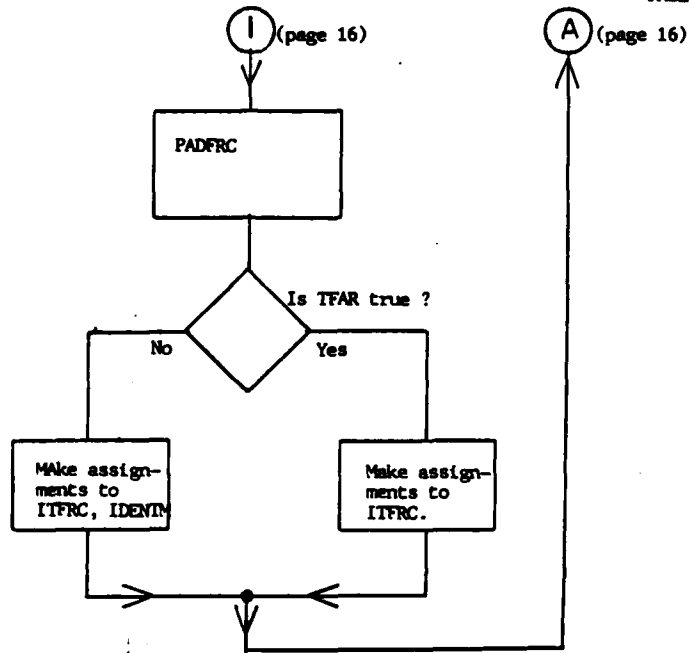 I (page 16)
A (page 16)
PADFRC
Is TFAR true ?
No
Yes
MAke assign-
ments to
ITFRC, IDENTM
Make assign-
ments to
ITFRC.